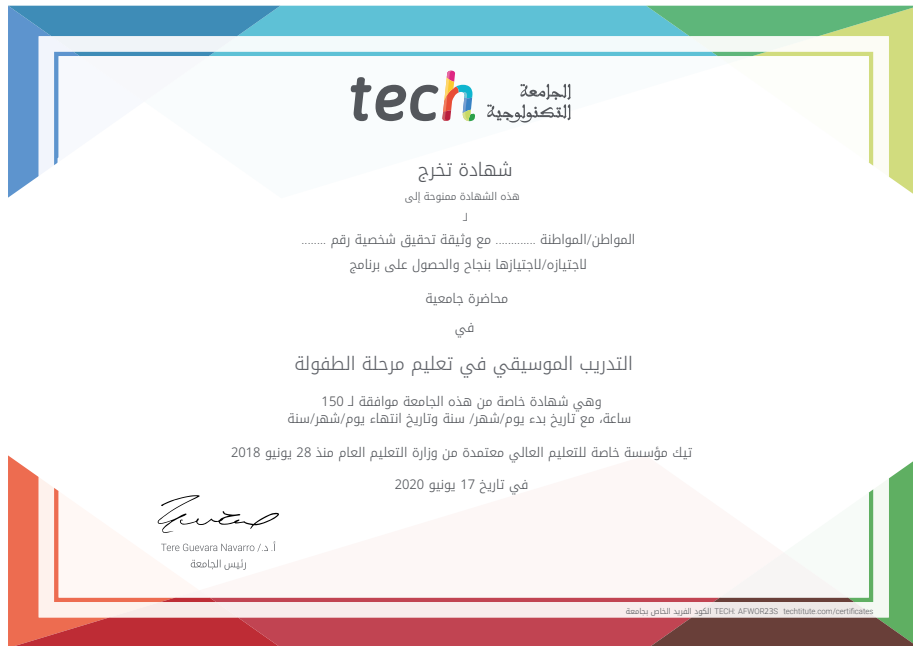 tech الجامعة
التكنولوجية
شهادة تخرج
هذه الشهادة ممنوحة إلى
لـ
المواطن/المواطنة ............ مع وثيقة تحقيق شخصية رقم ........
لاجتيازه/لاجتيازها بنجاح والحصول على برنامج
محاضرة جامعية
في
التدريب الموسيقي في تعليم مرحلة الطفولة
وهي شهادة خاصة من هذه الجامعة موافقة لـ 150
ساعة، مع تاريخ بدء يوم/شهر/ سنة وتاريخ انتهاء يوم/شهر/سنة
تيك مؤسسة خاصة للتعليم العالي معتمدة من وزارة التعليم العام منذ 28 يونيو 2018
في تاريخ 17 يونيو 2020
أ. د./ Tere Guevara Navarro
رئيس الجامعة
الكود الفريد الخاص بجامعة TECH: AFWOR23S techtitute.com/certificates